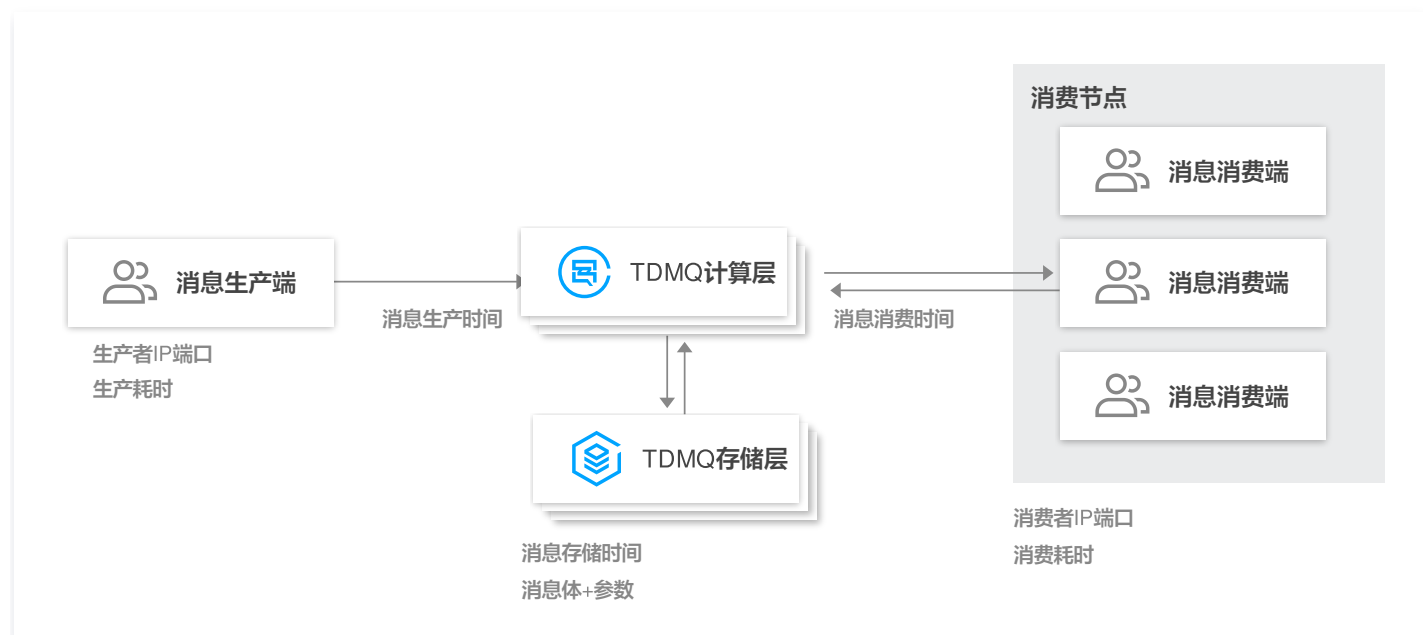 消费节点
消息消费端
消息生产端
TDMQ计算层
消息消费端
消息生产时间
消息消费时间
生产者IP端口
生产耗时
消息消费端
TDMQ存储层
消费者IP端口
消息存储时间
消费耗时
消息体+参数